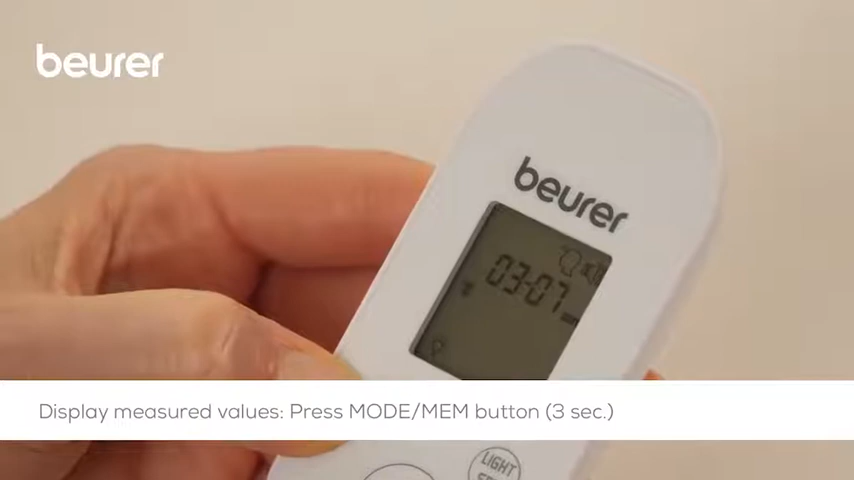 beurer
beurer
03-07
Display measured values: Press MODE/MEM button (3 sec.)
LIGHT